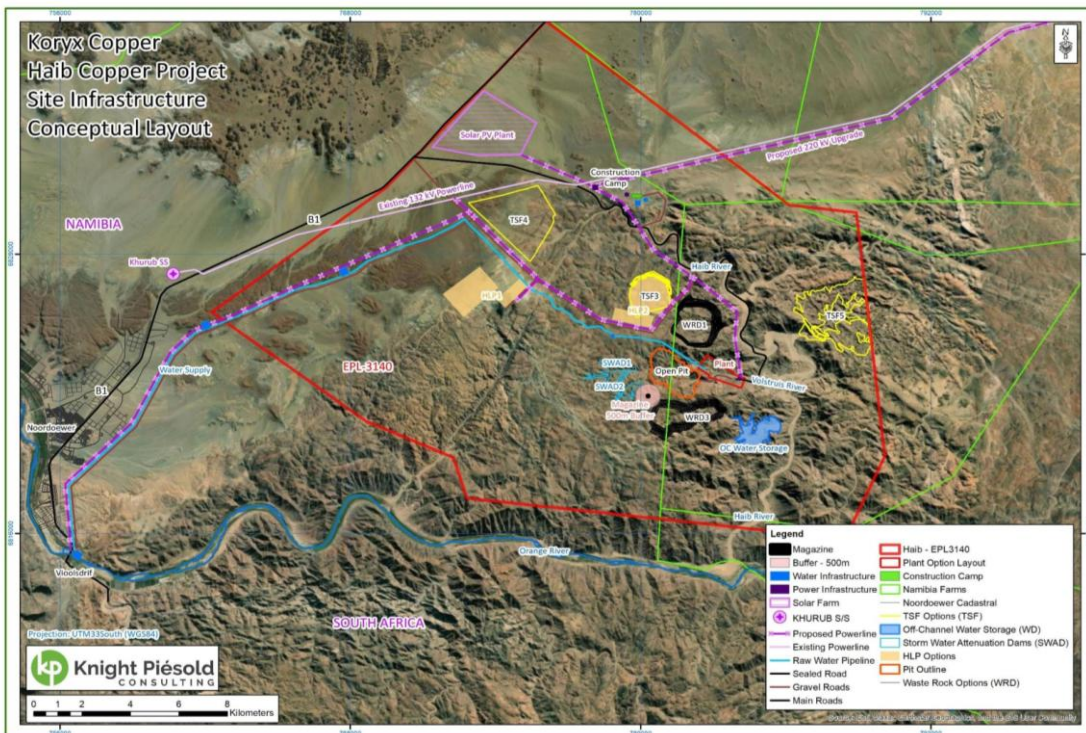 Koryx Copper
Haib Copper Project
Site Infrastructure
Conceptual Layout
N
Solar PV Plant
Proposed 220 kV Upgrade
Construction
Camp
Existing 132 kV Powerline
TSF4
NAMIBIA
B1
Khurub SS
Haib River
HLP1
TSF3
HLP2
TSF5
WRD1
Water Supply
EPL-3140
SWAD1
Open Pit
Plant
SWAD2
Volstruis River
Magazine
500m Buffer
WRD3
B1
Noordoewer
OC Water Storage
Haib River
Orange River
Vioolsdrif
SOUTH AFRICA
Projection: UTM33South (WGS84)
kp Knight Piésold
CONSULTING
0 1 2 4 6 8
Kilometers
Legend
Magazine
Buffer - 500m
Water Infrastructure
Power Infrastructure
Solar Farm
KHURUB S/S
Proposed Powerline
Existing Powerline
Raw Water Pipeline
Sealed Road
Gravel Roads
Main Roads
Haib - EPL3140
Plant Option Layout
Construction Camp
Namibia Farms
Noordoewer Cadastral
TSF Options (TSF)
Off-Channel Water Storage (WD)
Storm Water Attenuation Dams (SWAD)
HLP Options
Pit Outline
Waste Rock Options (WRD)